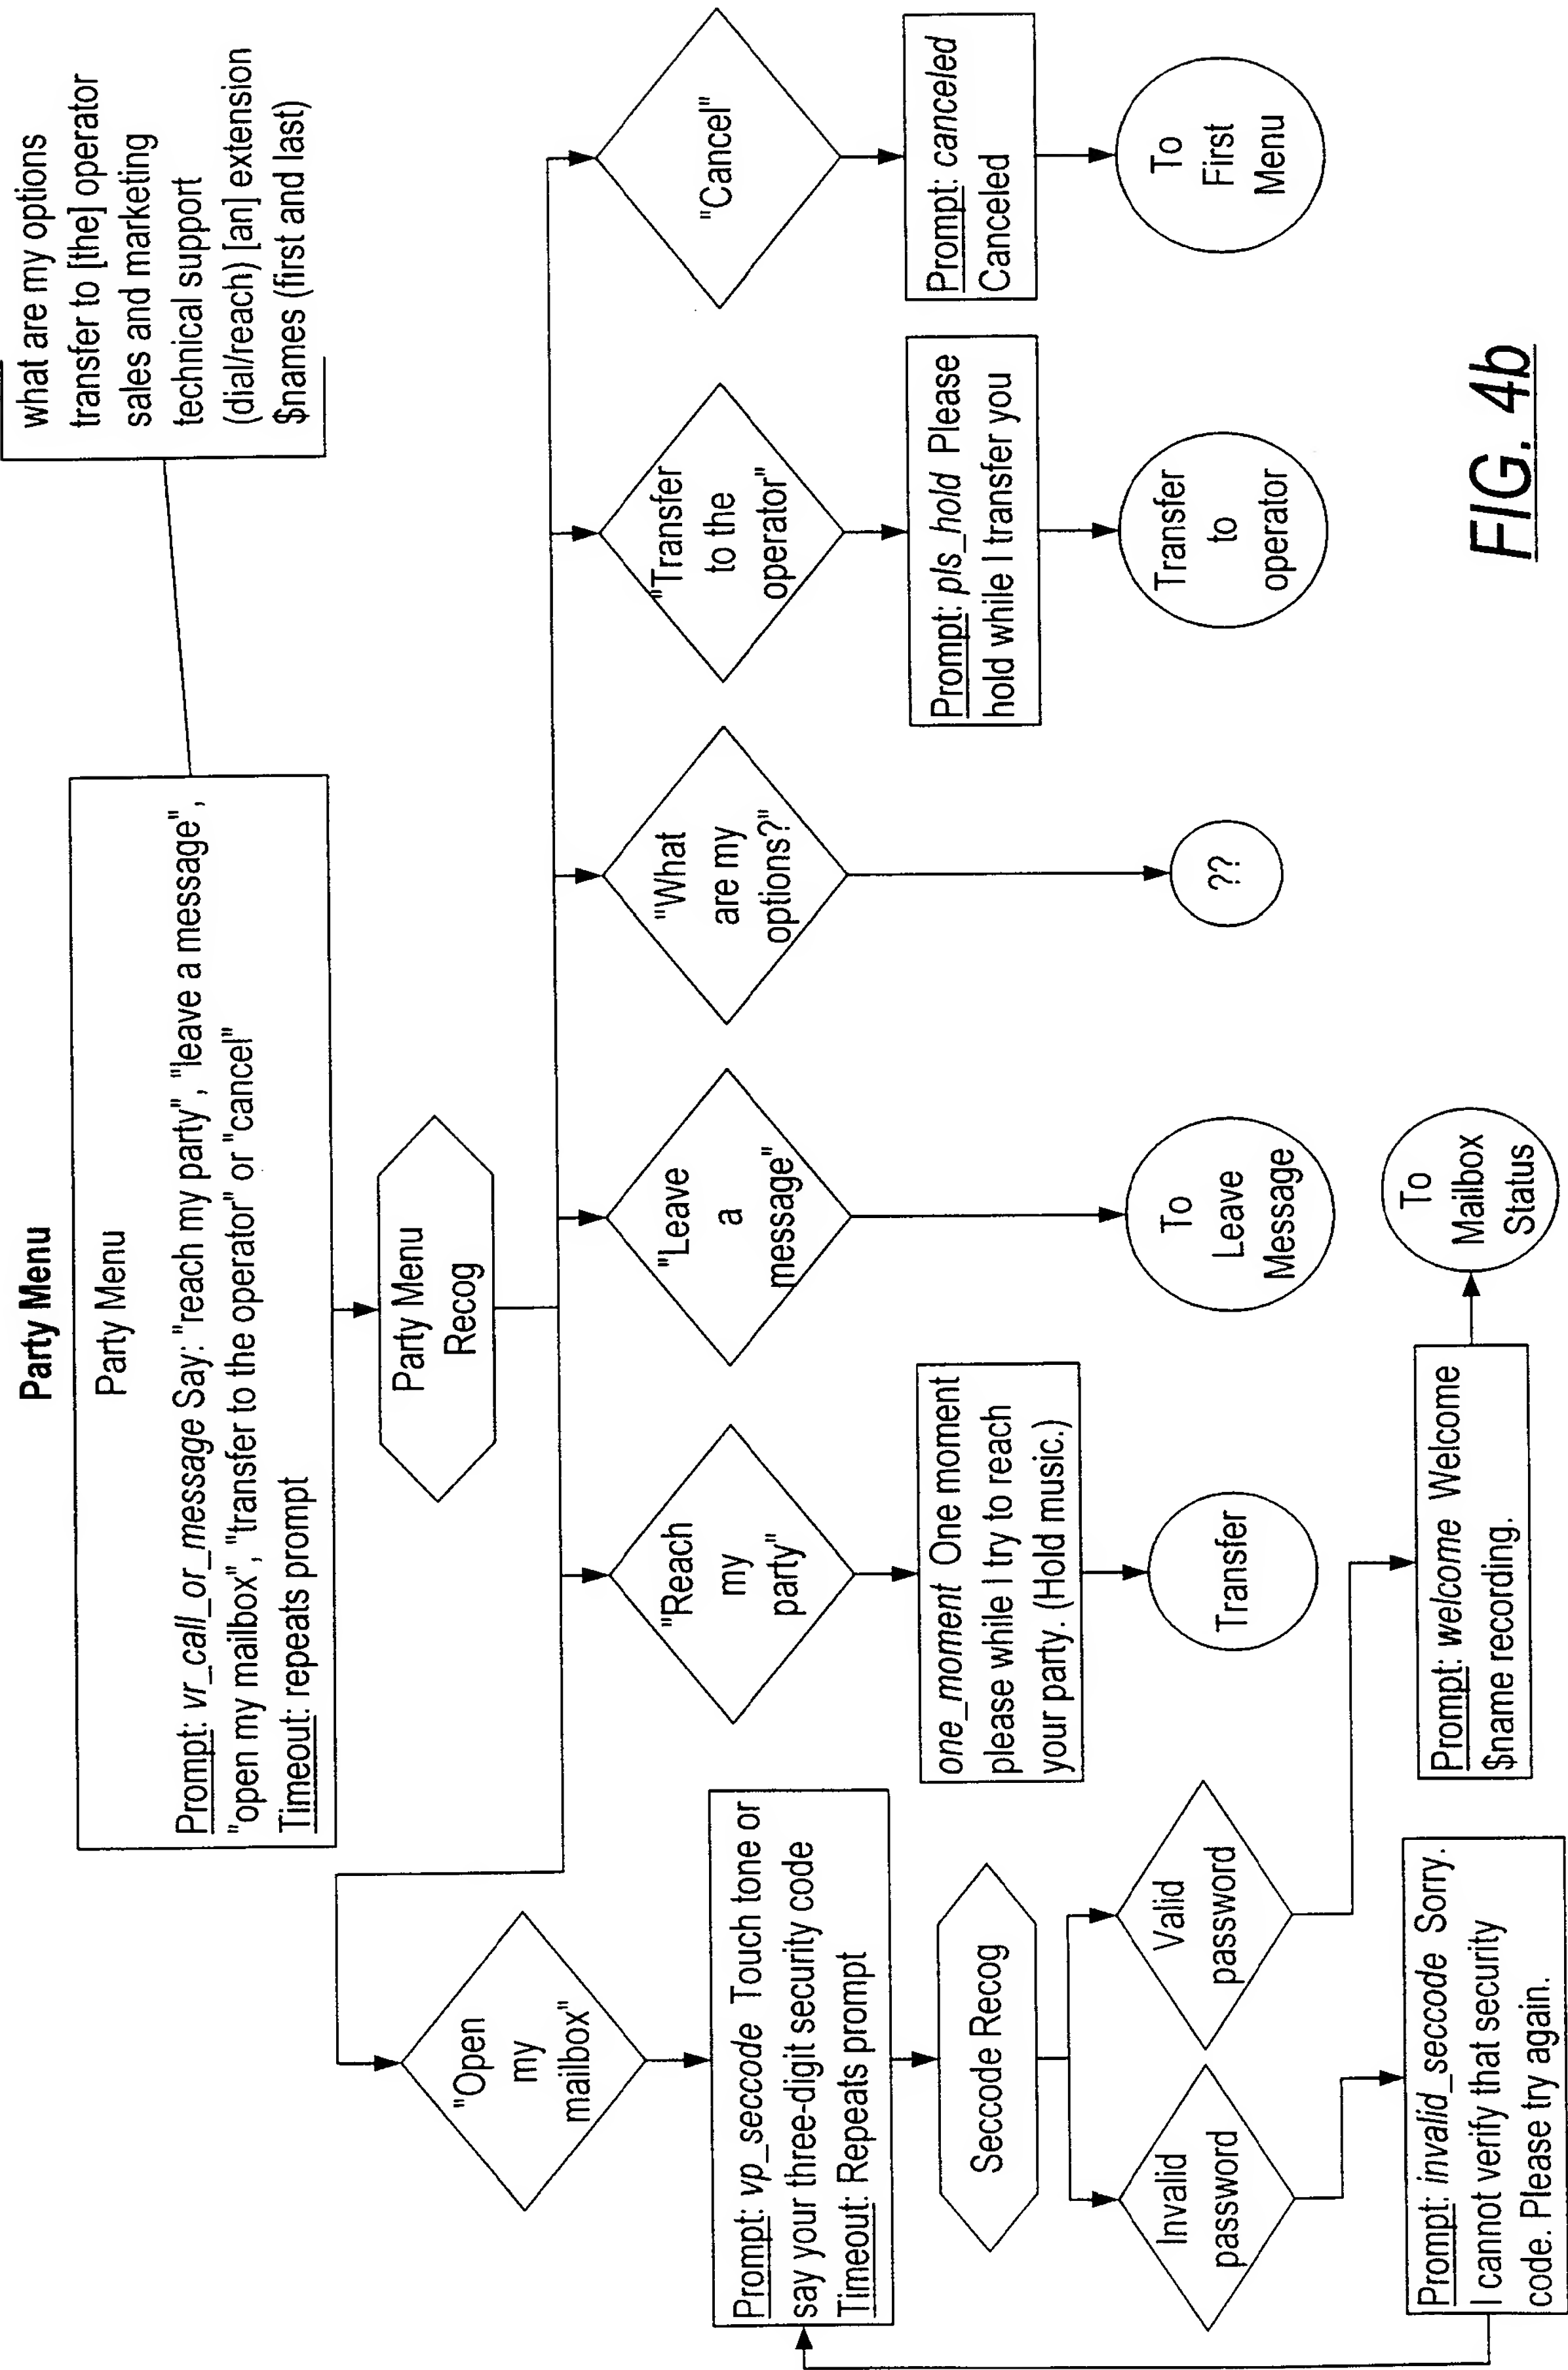 Party Menu
Party Menu
Prompt: vr_call_or_message Say: "reach my party", "leave a message",
"open my mailbox", "transfer to the operator" or "cancel"
Timeout: repeats prompt
what are my options
transfer to [the] operator
sales and marketing
technical support
(dial/reach) [an] extension
$names (first and last)
Party Menu
Recog
"Open
my
mailbox"
"Reach
my
party"
"Leave
a
message"
"What
are my
options?"
"Transfer
to the
operator"
"Cancel"
Prompt: vp_seccode Touch tone or
say your three-digit security code
Timeout: Repeats prompt
one_moment One moment
please while I try to reach
your party. (Hold music.)
Prompt: pls_hold Please
hold while I transfer you
Prompt: canceled
Canceled
Seccode Recog
Transfer
To
Leave
Message
??
Transfer
to
operator
To
First
Menu
Invalid
password
Valid
password
Prompt: invalid_seccode Sorry.
I cannot verify that security
code. Please try again.
Prompt: welcome Welcome
$name recording.
To
Mailbox
Status
FIG. 4b